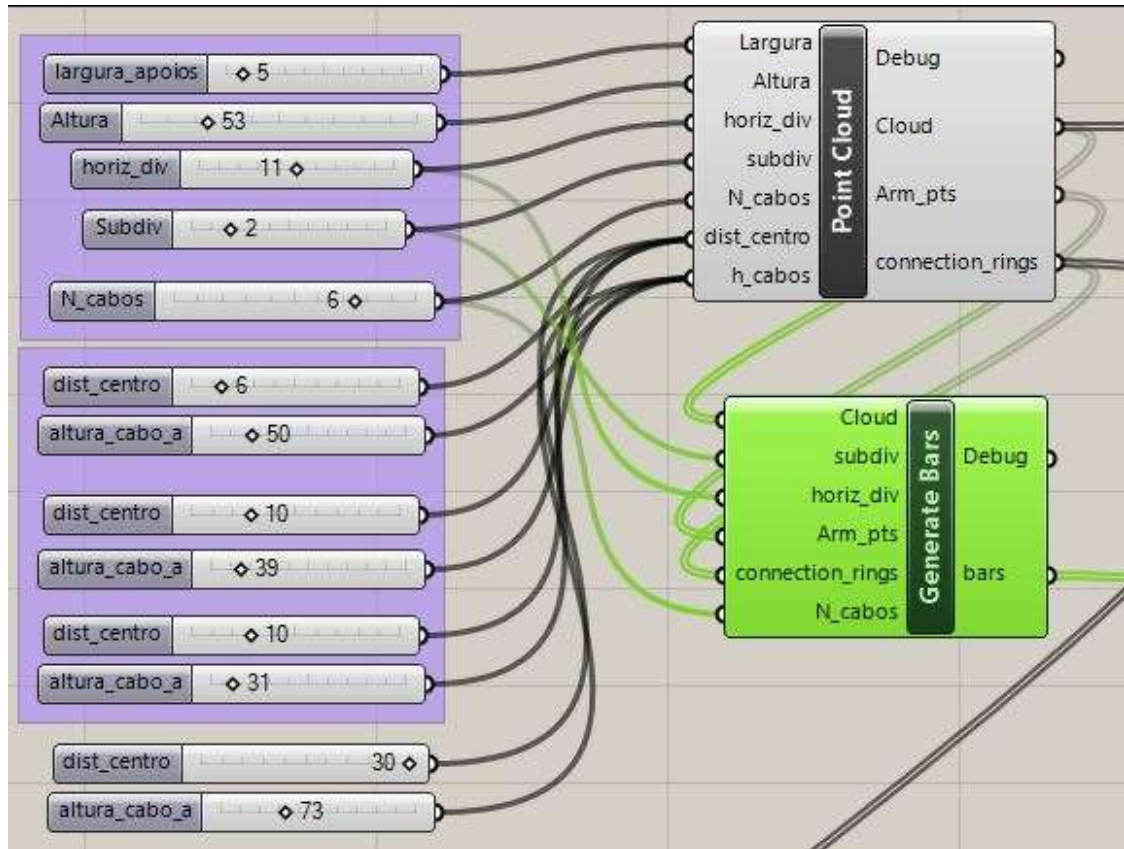 largura_apoios 5
Altura 53
horiz_div 11
Subdiv 2
N_cabos 6
dist_centro 6
altura_cabo_a 50
dist_centro 10
altura_cabo_a 39
dist_centro 10
altura_cabo_a 31
dist_centro 30
altura_cabo_a 73
Largura
Altura
horiz_div
subdiv
N_cabos
dist_centro
h_cabos
Point Cloud
Debug
Cloud
Arm_pts
connection_rings
Cloud
subdiv
horiz_div
Arm_pts
connection_rings
N_cabos
Generate Bars
Debug
bars